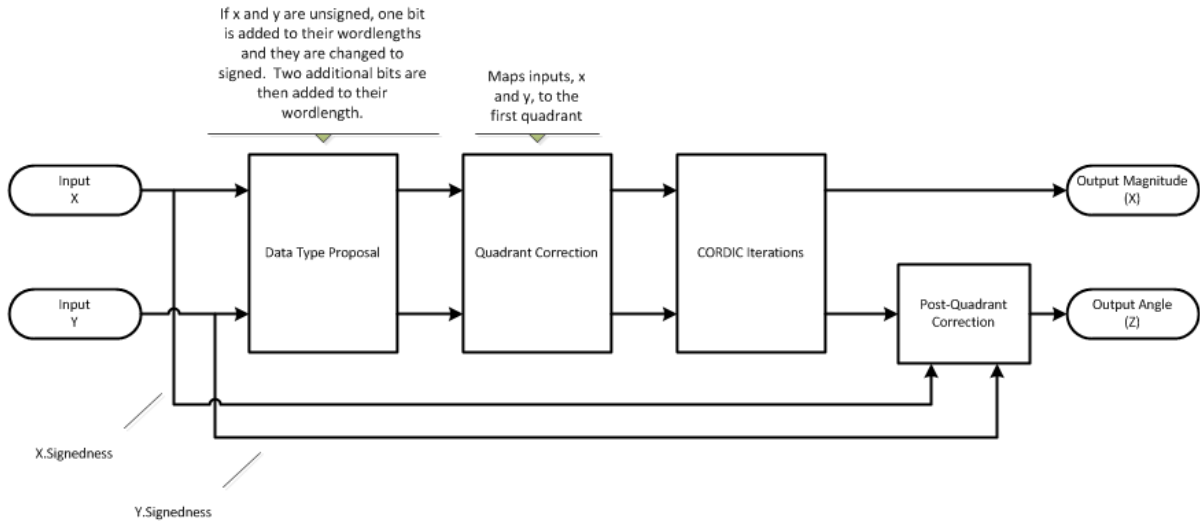 If x and y are unsigned, one bit
is added to their wordlengths
and they are changed to
signed. Two additional bits are
then added to their
wordlength.
Maps inputs, x
and y, to the
first quadrant
Input
X
Data Type Proposal
Quadrant Correction
CORDIC Iterations
Output Magnitude
(X)
Input
Y
Post-Quadrant
Correction
Output Angle
(Z)
X.Signedness
Y.Signedness